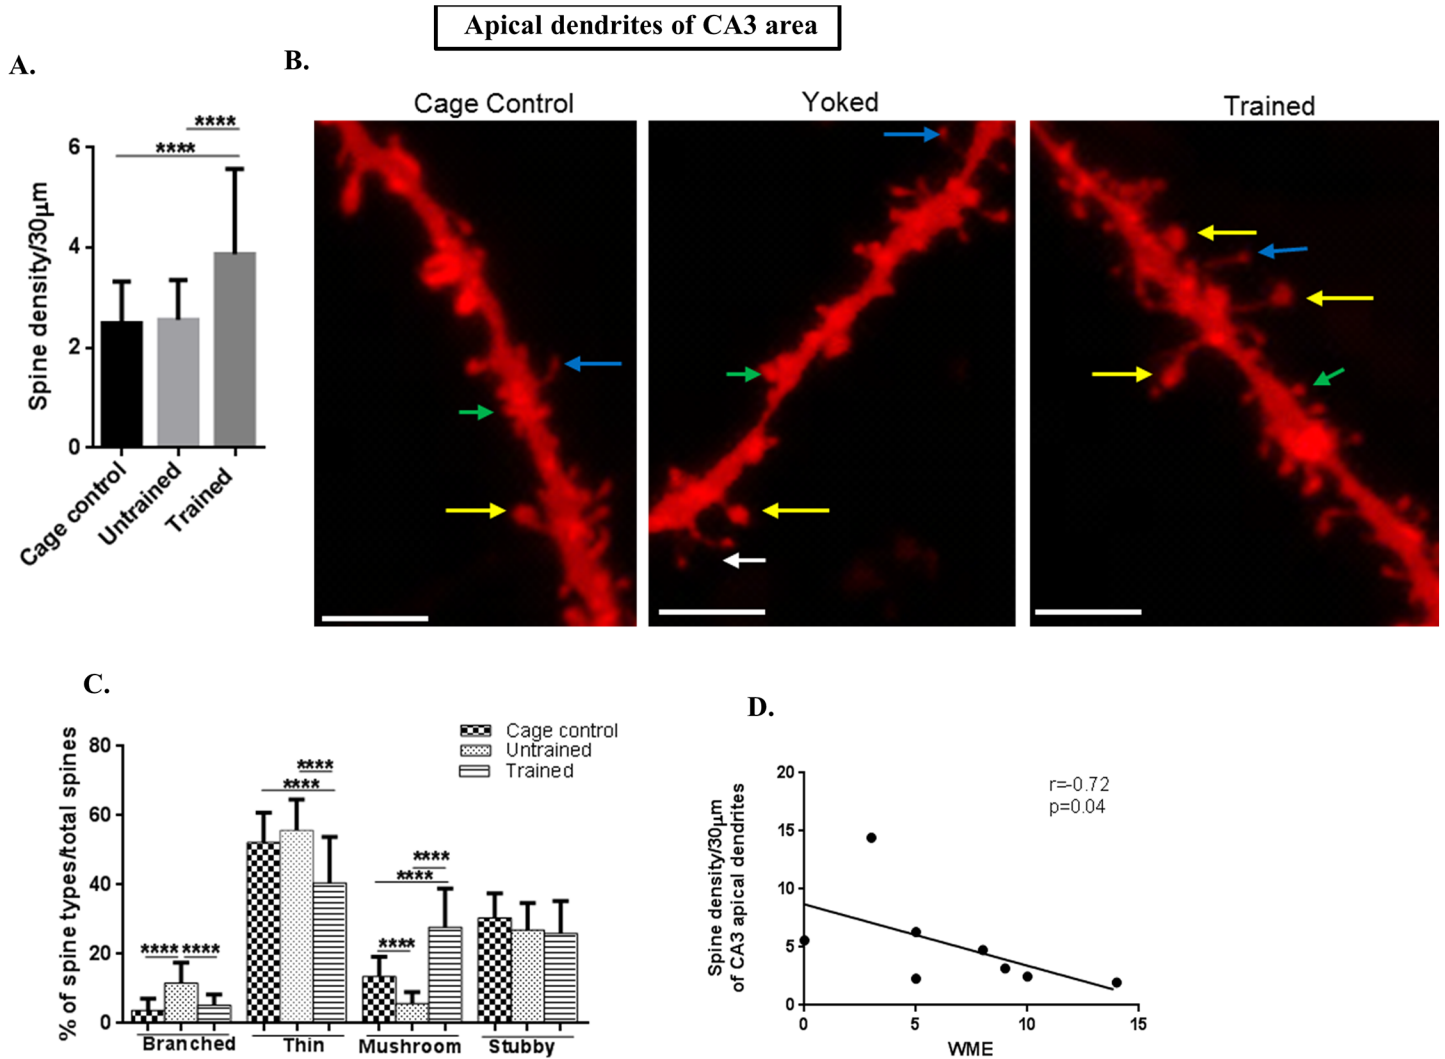 Apical dendrites of CA3 area
A.
****
****
6
4
2
0
Spine density/30μm
Cage control
Untrained
Trained
B.
Cage Control
Yoked
Trained
C.
Cage control
Untrained
Trained
80
60
40
20
0
% of spine types/total spines
****
****
****
****
****
****
****
Branched
Thin
Mushroom
Stubby
D.
r=-0.72
p=0.04
20
15
10
5
0
Spine density/30μm
of CA3 apical dendrites
0
5
10
15
WME